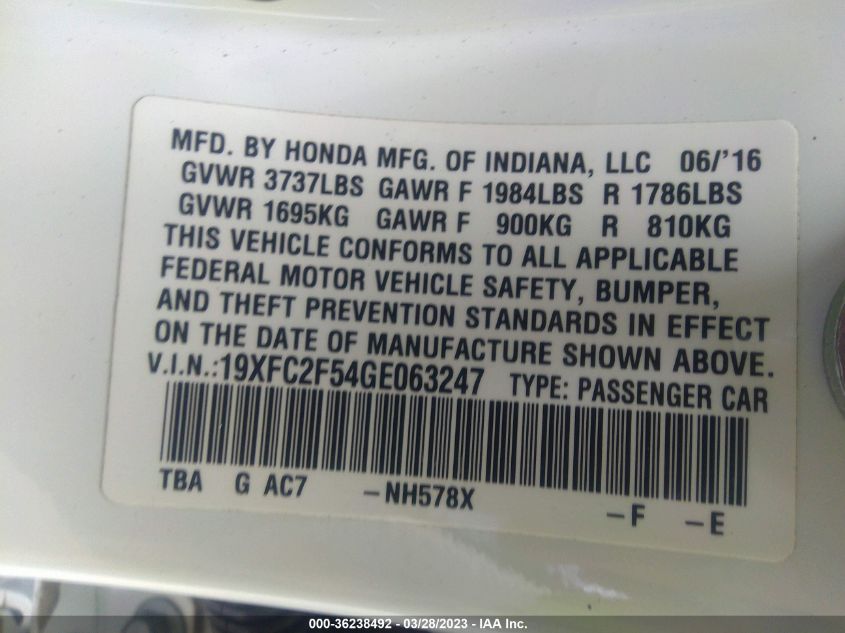 MFD. BY HONDA MFG. OF INDIANA, LLC 06/'16
GVWR 3737LBS GAWR F 1984LBS R 1786LBS
GVWR 1695KG GAWR F 900KG R 810KG
THIS VEHICLE CONFORMS TO ALL APPLICABLE
FEDERAL MOTOR VEHICLE SAFETY, BUMPER,
AND THEFT PREVENTION STANDARDS IN EFFECT
ON THE DATE OF MANUFACTURE SHOWN ABOVE.
V.I.N.:19XFC2F54GE063247 TYPE: PASSENGER CAR
TBA G AC7 -NH578X -F -E
000-36238492 - 03/28/2023 - IAA Inc.